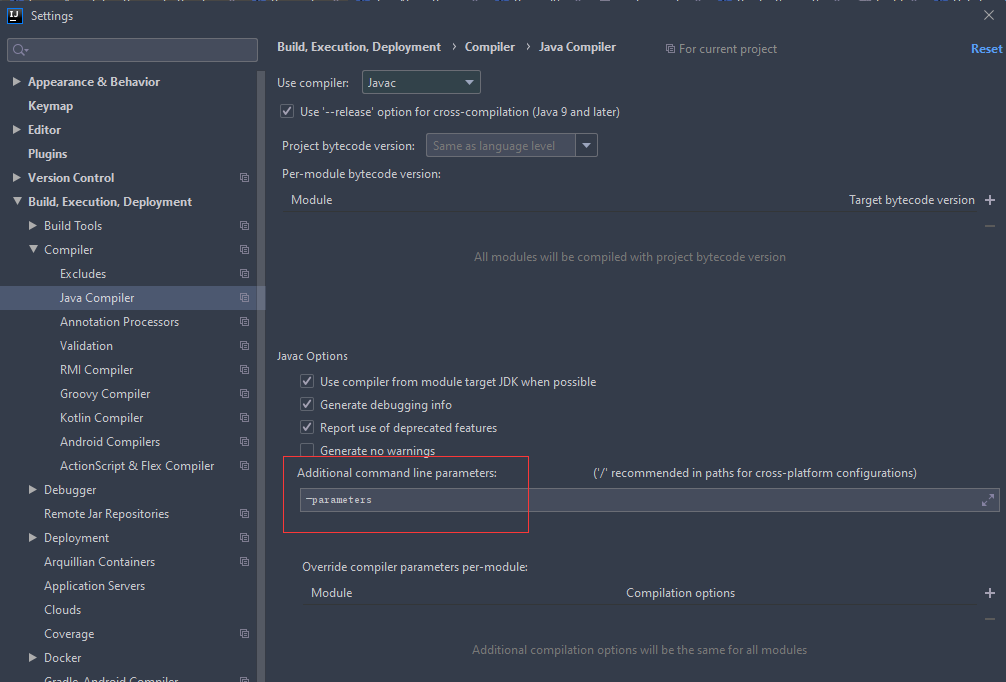 IJ Settings
Build, Execution, Deployment › Compiler › Java Compiler For current project Reset
Appearance & Behavior
Keymap
Editor
Plugins
Version Control
Build, Execution, Deployment
Build Tools
Compiler
Excludes
Java Compiler
Annotation Processors
Validation
RMI Compiler
Groovy Compiler
Kotlin Compiler
Android Compilers
ActionScript & Flex Compiler
Debugger
Remote Jar Repositories
Deployment
Arquillian Containers
Application Servers
Clouds
Coverage
Docker
Gradle-Android Compiler
Use compiler: Javac
Use '--release' option for cross-compilation (Java 9 and later)
Project bytecode version: Same as language level
Per-module bytecode version:
Module Target bytecode version
All modules will be compiled with project bytecode version
Javac Options
Use compiler from module target JDK when possible
Generate debugging info
Report use of deprecated features
Generate no warnings
Additional command line parameters: ('/' recommended in paths for cross-platform configurations)
-parameters
Override compiler parameters per-module:
Module Compilation options
Additional compilation options will be the same for all modules